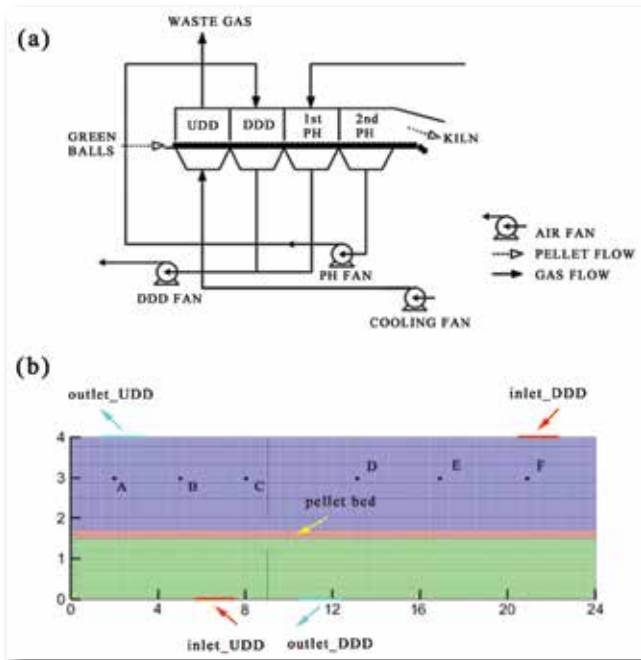 (a)
WASTE GAS
UDD
DDD
1st PH
2nd PH
GREEN BALLS
KILN
PH FAN
DDD FAN
COOLING FAN
AIR FAN
PELLET FLOW
GAS FLOW
(b)
outlet_UDD
inlet_DDD
4
3
2
1
0
A
B
C
D
E
F
pellet bed
0
4
8
12
16
20
24
inlet_UDD
outlet_DDD